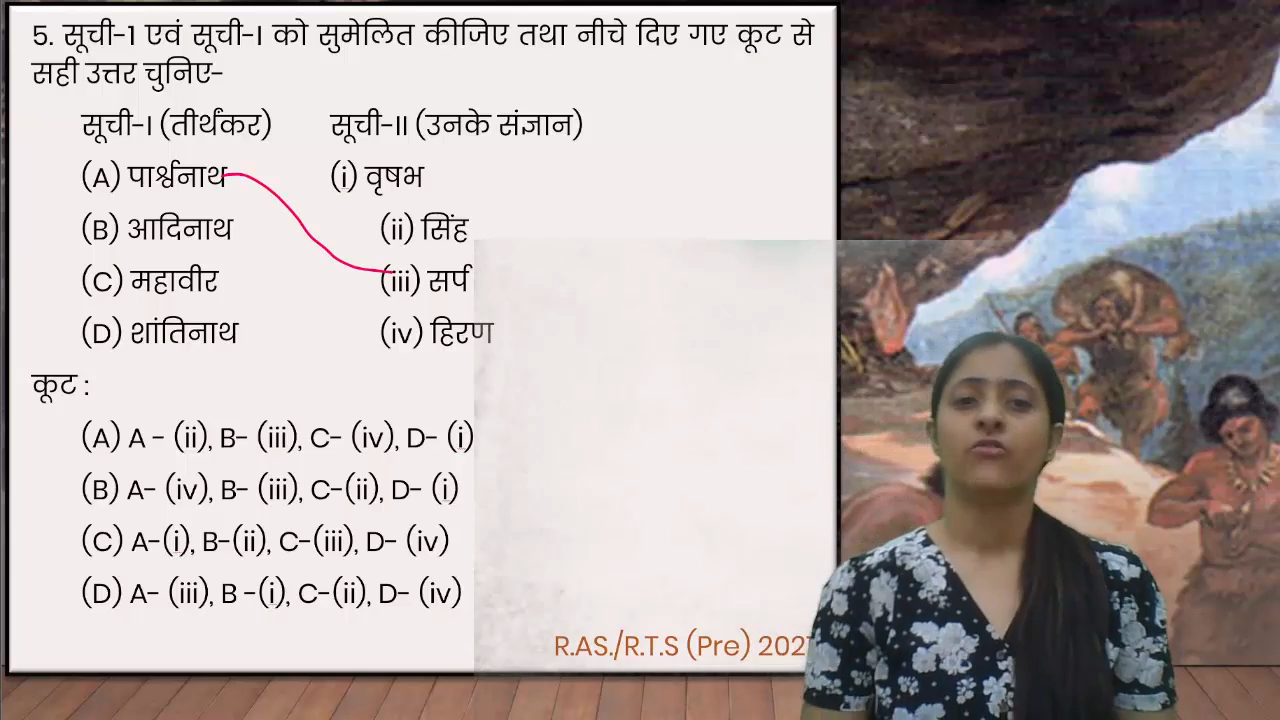 5. सूची-1 एवं सूची-I को सुमेलित कीजिए तथा नीचे दिए गए कूट से
सही उत्तर चुनिए-
सूची-I (तीर्थंकर) सूची-II (उनके संज्ञान)
(A) पार्श्वनाथ (i) वृषभ
(B) आदिनाथ (ii) सिंह
(C) महावीर (iii) सर्प
(D) शांतिनाथ (iv) हिरण
कूट :
(A) A - (ii), B- (iii), C- (iv), D- (i)
(B) A- (iv), B- (iii), C-(ii), D- (i)
(C) A-(i), B-(ii), C-(iii), D- (iv)
(D) A- (iii), B -(i), C-(ii), D- (iv)
R.AS./R.T.S (Pre)